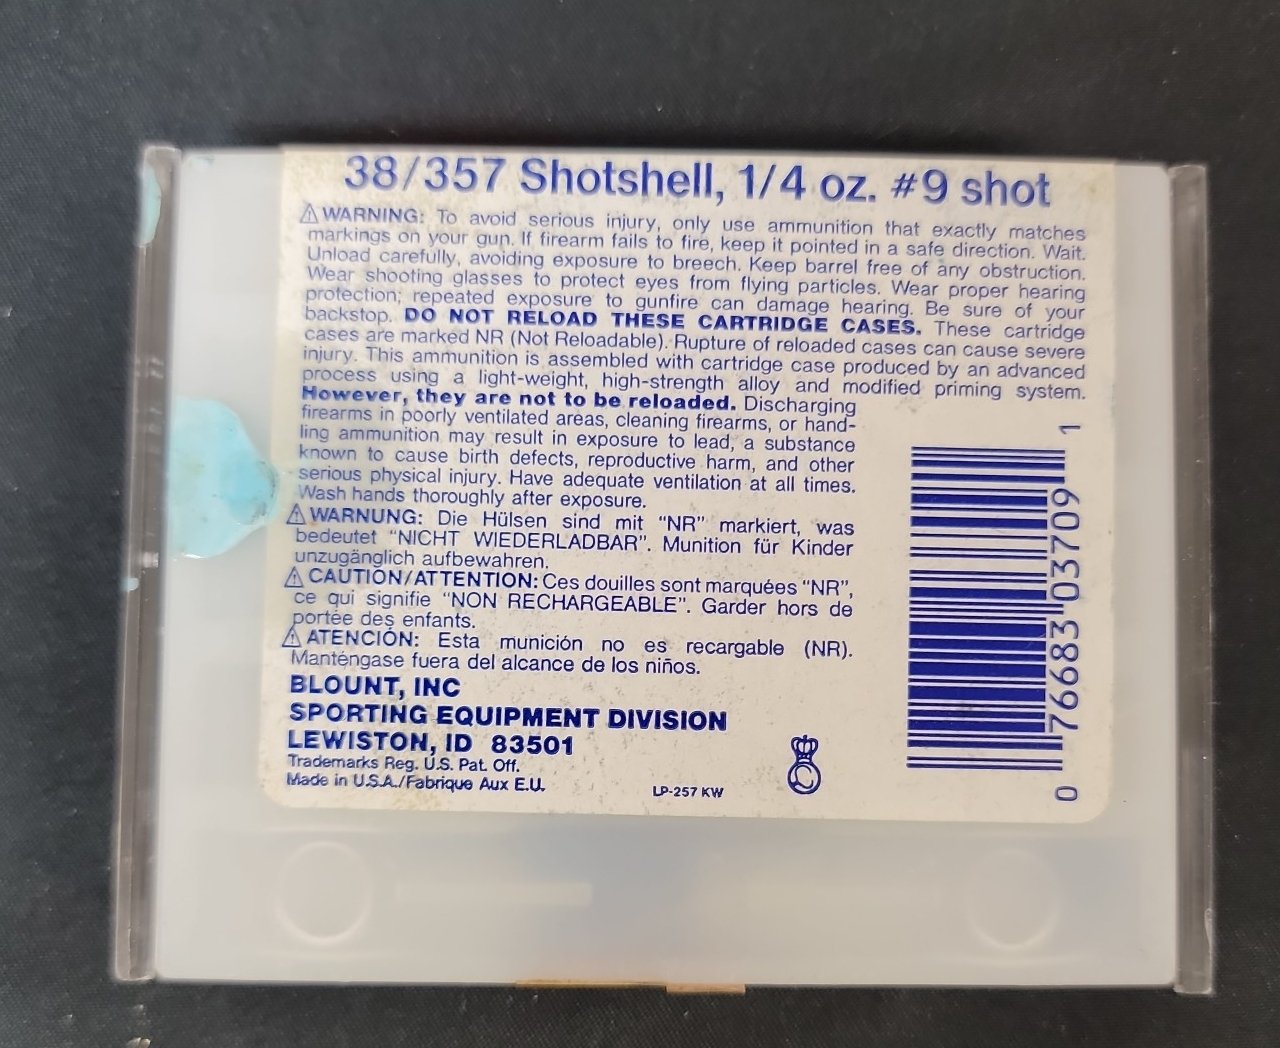 38/357 Shotshell, 1/4 oz. #9 shot
⚠ WARNING: To avoid serious injury, only use ammunition that exactly matches
markings on your gun. If firearm fails to fire, keep it pointed in a safe direction. Wait.
Unload carefully, avoiding exposure to breech. Keep barrel free of any obstruction.
Wear shooting glasses to protect eyes from flying particles. Wear proper hearing
protection; repeated exposure to gunfire can damage hearing. Be sure of your
backstop. DO NOT RELOAD THESE CARTRIDGE CASES. These cartridge
cases are marked NR (Not Reloadable). Rupture of reloaded cases can cause severe
injury. This ammunition is assembled with cartridge case produced by an advanced
process using a light-weight, high-strength alloy and modified priming system.
However, they are not to be reloaded. Discharging
firearms in poorly ventilated areas, cleaning firearms, or hand-
ling ammunition may result in exposure to lead, a substance
known to cause birth defects, reproductive harm, and other
serious physical injury. Have adequate ventilation at all times.
Wash hands thoroughly after exposure.
⚠ WARNUNG: Die Hülsen sind mit "NR" markiert, was
bedeutet "NICHT WIEDERLADBAR". Munition für Kinder
unzugänglich aufbewahren.
⚠ CAUTION/ATTENTION: Ces douilles sont marquées "NR",
ce qui signifie "NON RECHARGEABLE". Garder hors de
portée des enfants.
⚠ ATENCIÓN: Esta munición no es recargable (NR).
Manténgase fuera del alcance de los niños.
BLOUNT, INC
SPORTING EQUIPMENT DIVISION
LEWISTON, ID 83501
Trademarks Reg. U.S. Pat. Off.
Made in U.S.A./Fabrique Aux E.U.
LP-257 KW
0 76683 03709 1